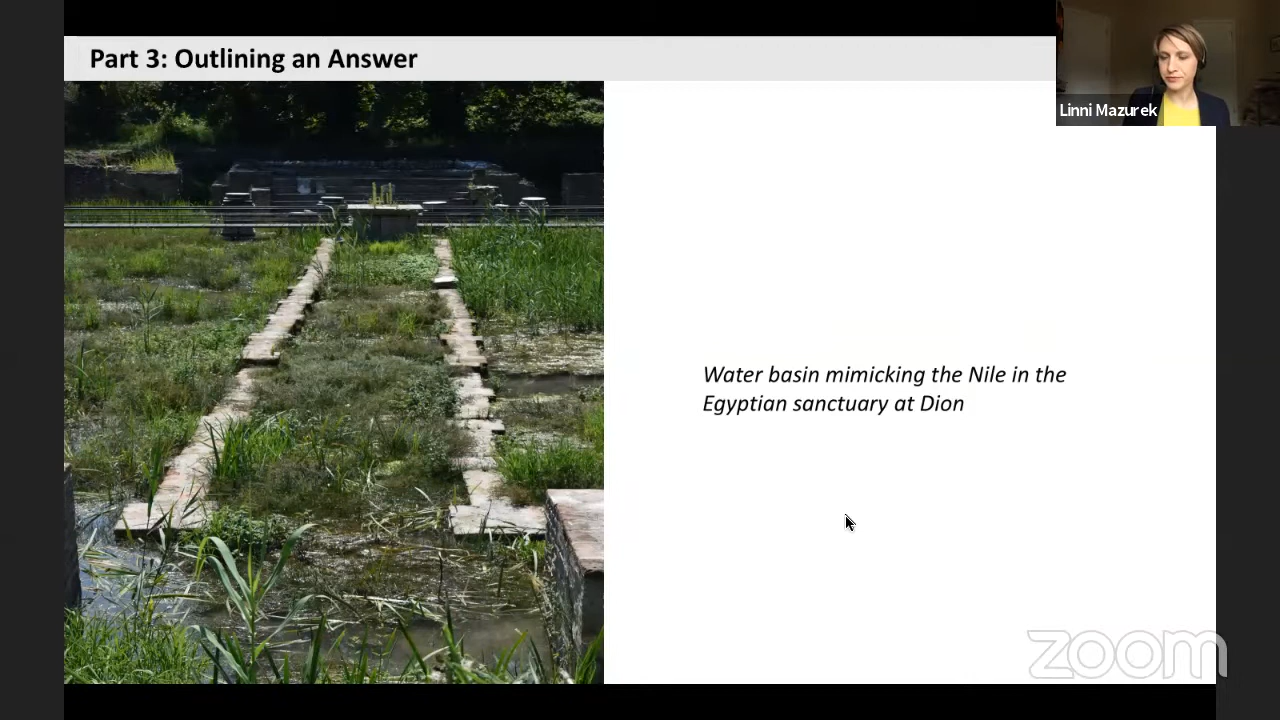 Part 3: Outlining an Answer
Linni Mazurek
Water basin mimicking the Nile in the
Egyptian sanctuary at Dion
zoom